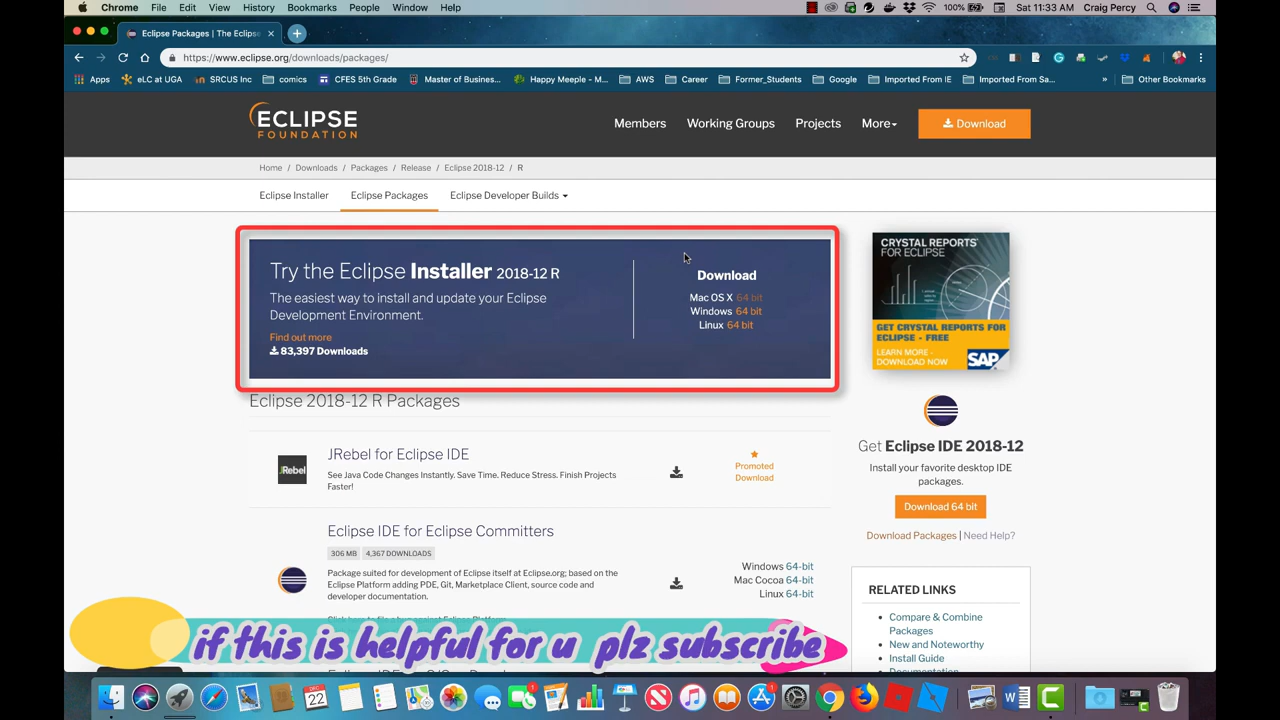 Chrome File Edit View History Bookmarks People Window Help
100% Sat 11:33 AM Craig Percy
Eclipse Packages | The Eclipse
https://www.eclipse.org/downloads/packages/
Apps eLC at UGA SRCUS Inc comics CFES 5th Grade Master of Busines... Happy Meeple - M... AWS Career Former_Students Google Imported From IE Imported From Sa... » Other Bookmarks
ECLIPSE
FOUNDATION
Members Working Groups Projects More Download
Home / Downloads / Packages / Release / Eclipse 2018-12 / R
Eclipse Installer Eclipse Packages Eclipse Developer Builds
Try the Eclipse Installer 2018-12 R
The easiest way to install and update your Eclipse
Development Environment.
Find out more
83,397 Downloads
Download
Mac OS X 64 bit
Windows 64 bit
Linux 64 bit
CRYSTAL REPORTS
FOR ECLIPSE
GET CRYSTAL REPORTS FOR
ECLIPSE - FREE
LEARN MORE -
DOWNLOAD NOW
SAP
Eclipse 2018-12 R Packages
JRebel
JRebel for Eclipse IDE
See Java Code Changes Instantly. Save Time. Reduce Stress. Finish Projects
Faster!
Promoted
Download
Eclipse IDE for Eclipse Committers
306 MB 4,367 DOWNLOADS
Package suited for development of Eclipse itself at Eclipse.org; based on the
Eclipse Platform adding PDE, Git, Marketplace Client, source code and
developer documentation.
Windows 64-bit
Mac Cocoa 64-bit
Linux 64-bit
Get Eclipse IDE 2018-12
Install your favorite desktop IDE
packages.
Download 64 bit
Download Packages | Need Help?
RELATED LINKS
Compare & Combine
Packages
New and Noteworthy
Install Guide
Documentation
if this is helpful for u plz subscribe
DEC
22